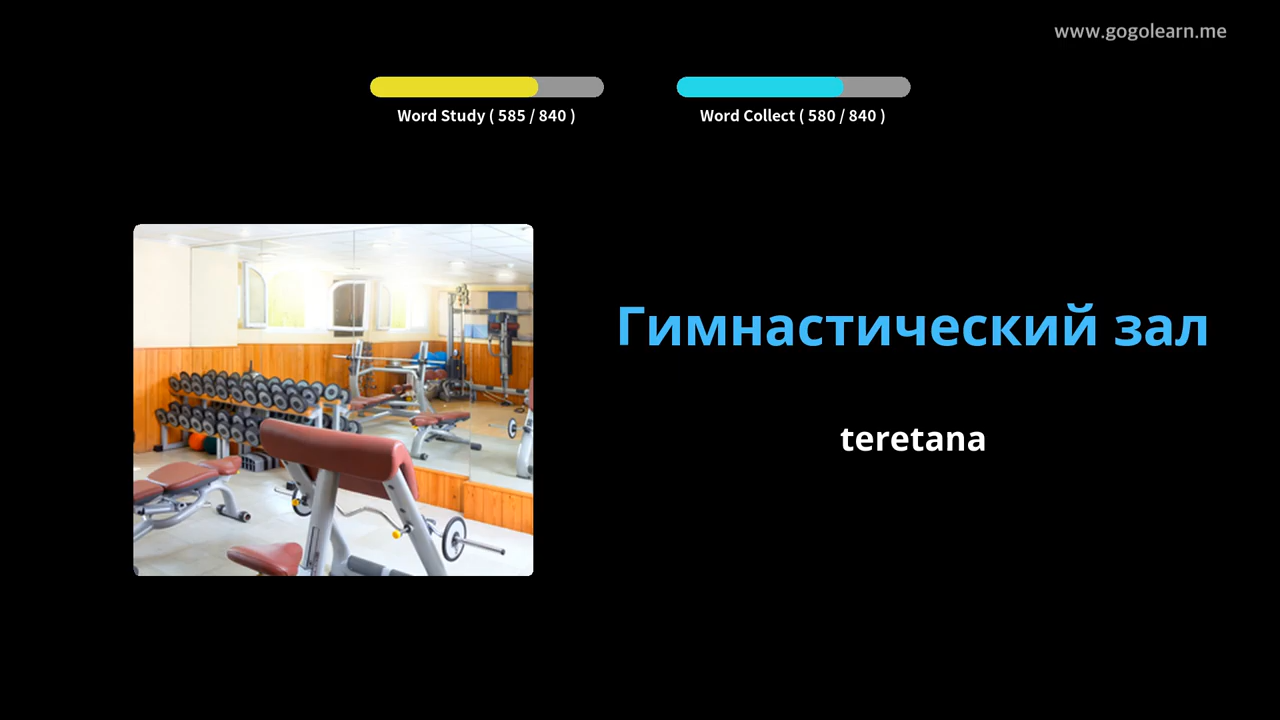 www.gogolearn.me
Word Study ( 585 / 840 )
Word Collect ( 580 / 840 )
Гимнастический зал
teretana